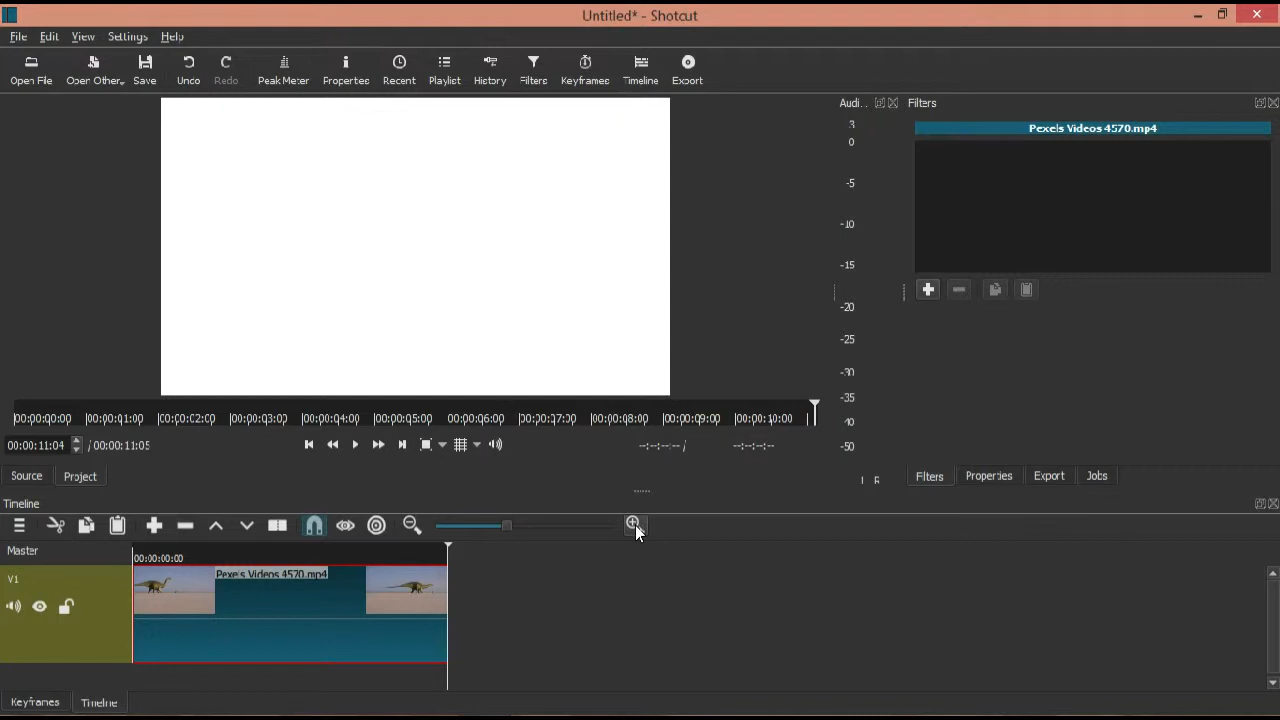 Untitled* - Shotcut
File Edit View Settings Help
Open File Open Other.. Save Undo Redo Peak Meter Properties Recent Playlist History Filters Keyframes Timeline Export
Audi... Filters
Pexels Videos 4570.mp4
3
0
-5
-10
-15
-20
-25
-30
-35
-40
-50
L R
00:00:00:00 00:00:01:00 00:00:02:00 00:00:03:00 00:00:04:00 00:00:05:00 00:00:06:00 00:00:07:00 00:00:08:00 00:00:09:00 00:00:10:00
00:00:11:04 / 00:00:11:05 --:--:--:-- / --:--:--:--
Source Project Filters Properties Export Jobs
Timeline
Master 00:00:00:00
V1 Pexels Videos 4570.mp4
Keyframes Timeline